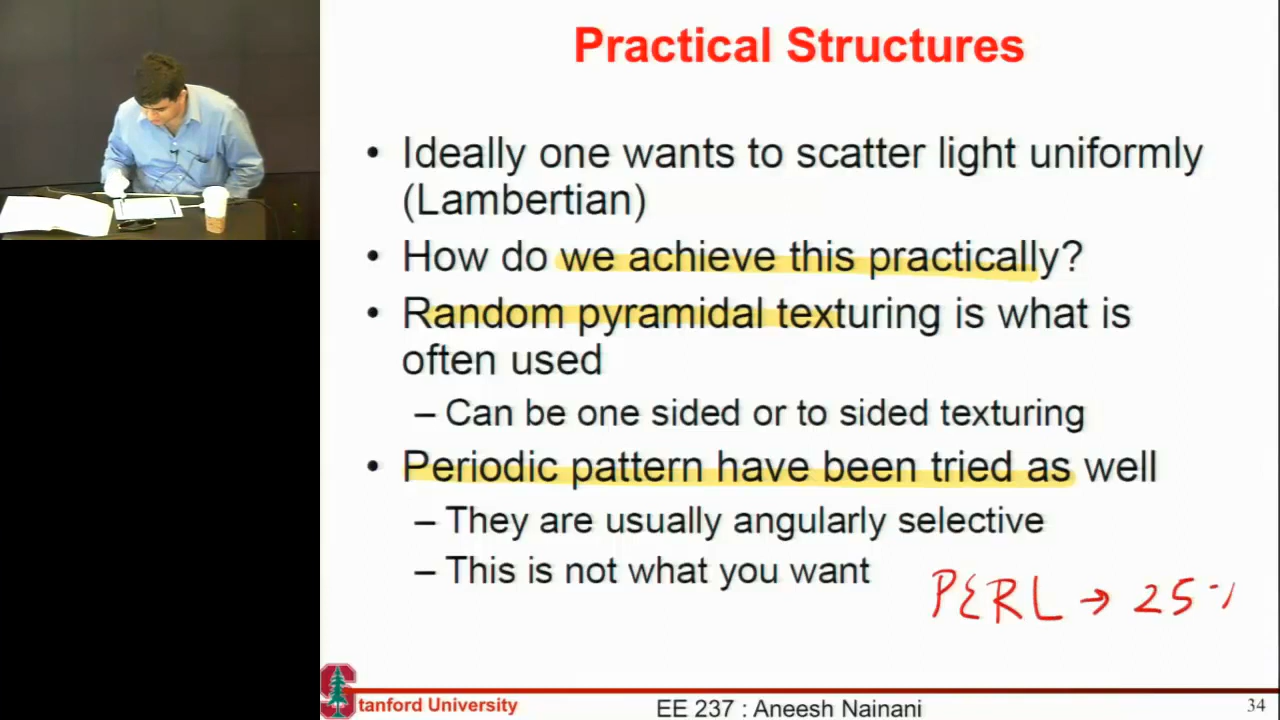 Practical Structures
• Ideally one wants to scatter light uniformly
(Lambertian)
• How do we achieve this practically?
• Random pyramidal texturing is what is
often used
– Can be one sided or to sided texturing
• Periodic pattern have been tried as well
– They are usually angularly selective
– This is not what you want
PERL → 25%
Stanford University
EE 237 : Aneesh Nainani
34